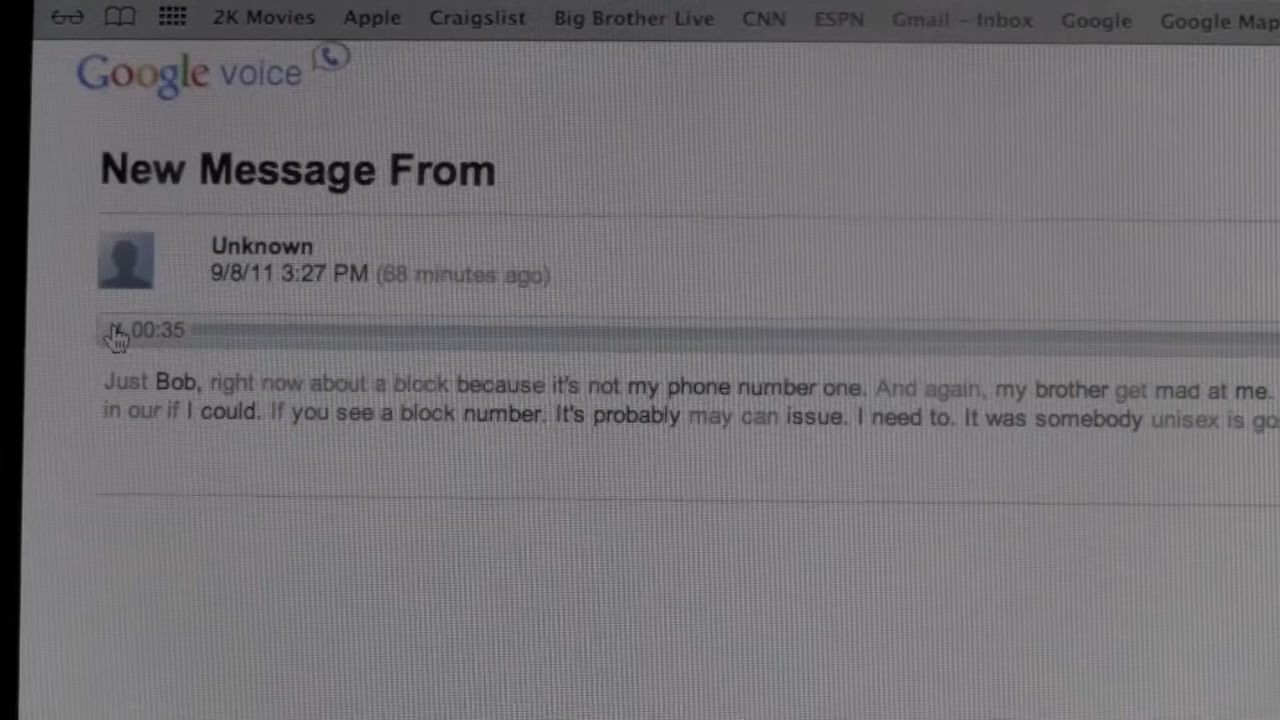 2K Movies Apple Craigslist Big Brother Live CNN ESPN Gmail – Inbox Google Google Map
Google voice
New Message From
Unknown
9/8/11 3:27 PM (68 minutes ago)
00:35
Just Bob, right now about a block because it's not my phone number one. And again, my brother get mad at me.
in our if I could. If you see a block number. It's probably may can issue. I need to. It was somebody unisex is go